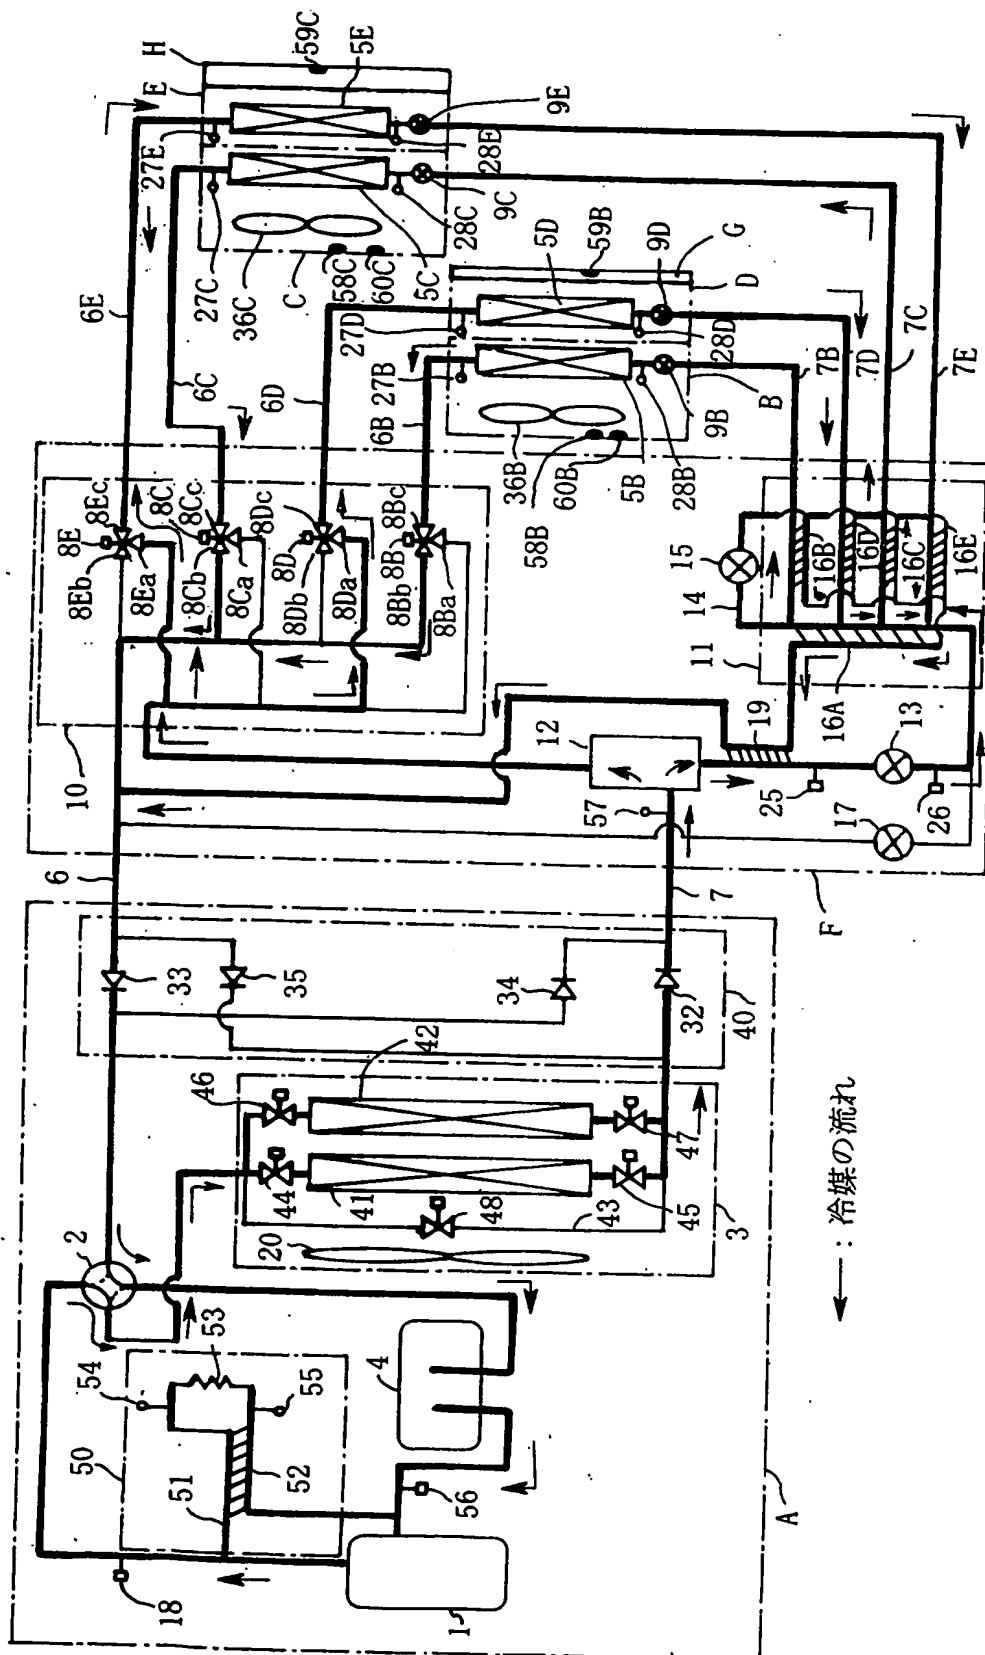 59C
H
5E
E
27E
9E
28E
9C
28C
27C
36C
C
58C
60C
5C
6E
6C
6D
27D
5D
59B
9D
G
D
28D
27B
6B
36B
60B
58B
5B
28B
9B
B
7B
7D
7C
7E
8Ec
8E
8Eb
8Ea
8Cc
8C
8Cb
8Ca
8Dc
8D
8Db
8Da
8Bc
8B
8Bb
8Ba
10
15
14
16B
16D
16C
16E
11
16A
12
19
13
25
26
57
17
6
7
F
33
35
34
32
40
46
42
44
41
48
43
47
45
3
20
2
54
53
55
50
51
52
4
56
18
1
A
:冷媒の流れ